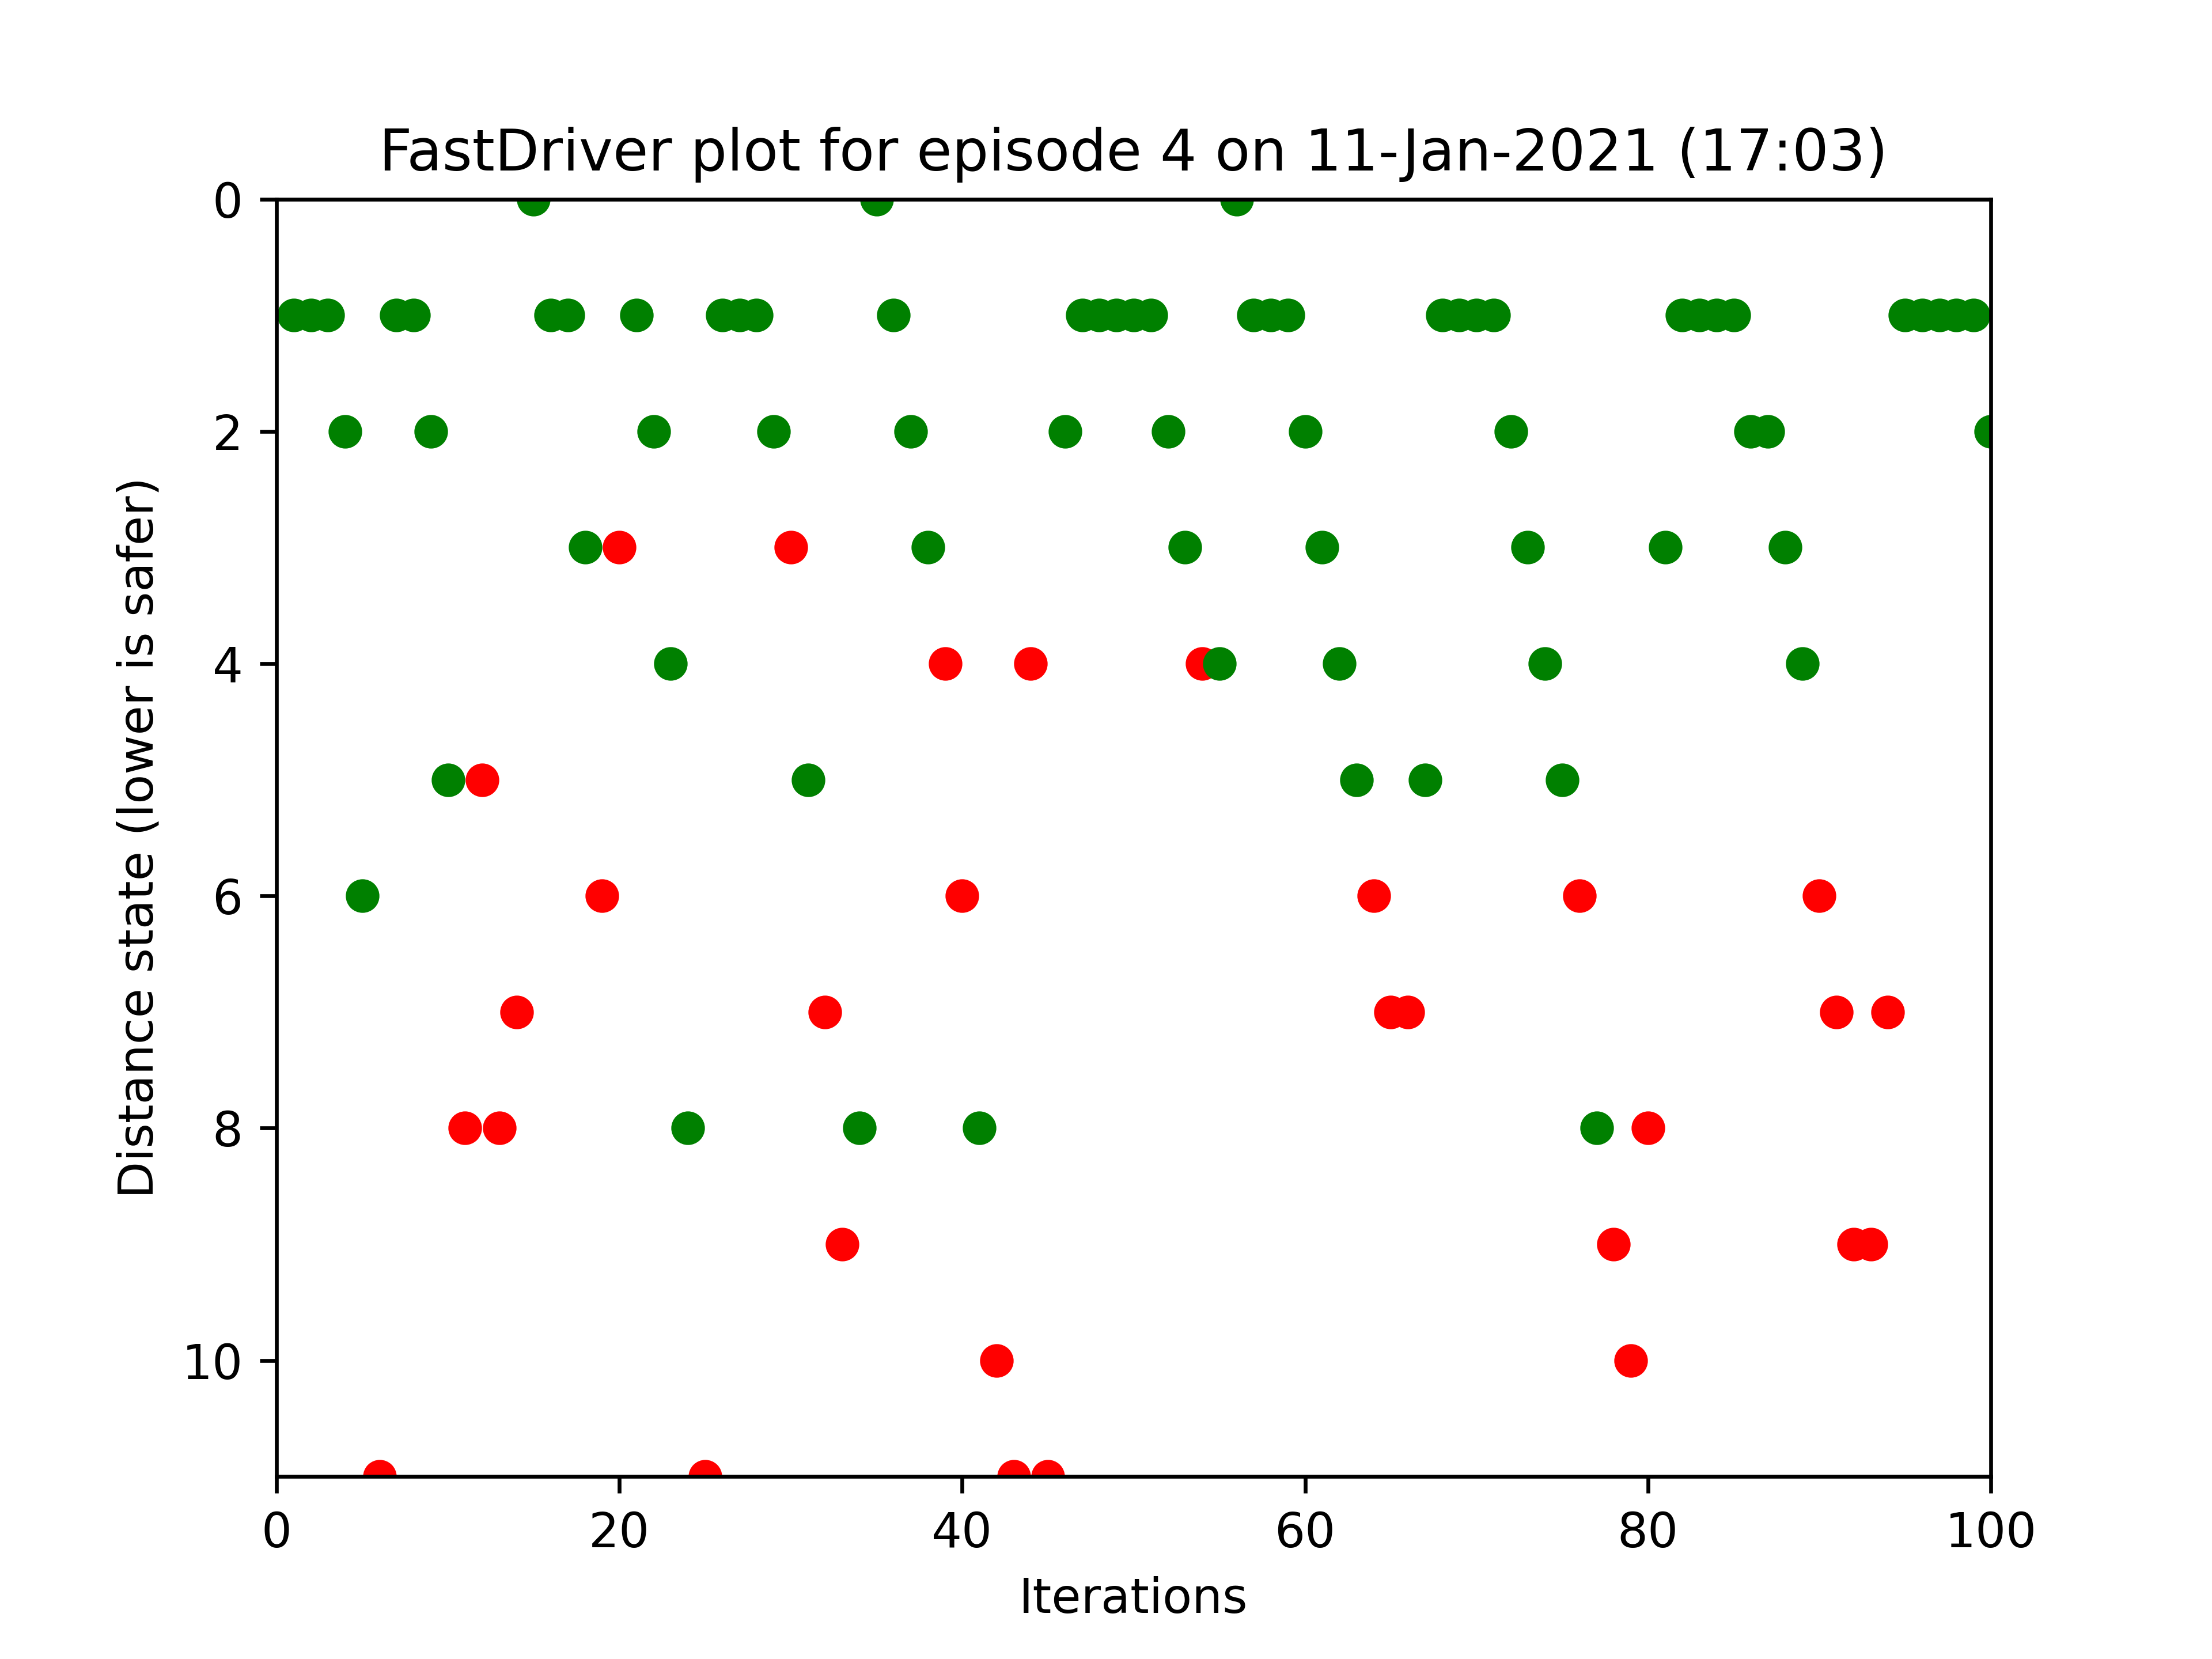 FastDriver plot for episode 4 on 11-Jan-2021 (17:03)
Distance state (lower is safer)
0
2
4
6
8
10
0 20 40 60 80 100
Iterations